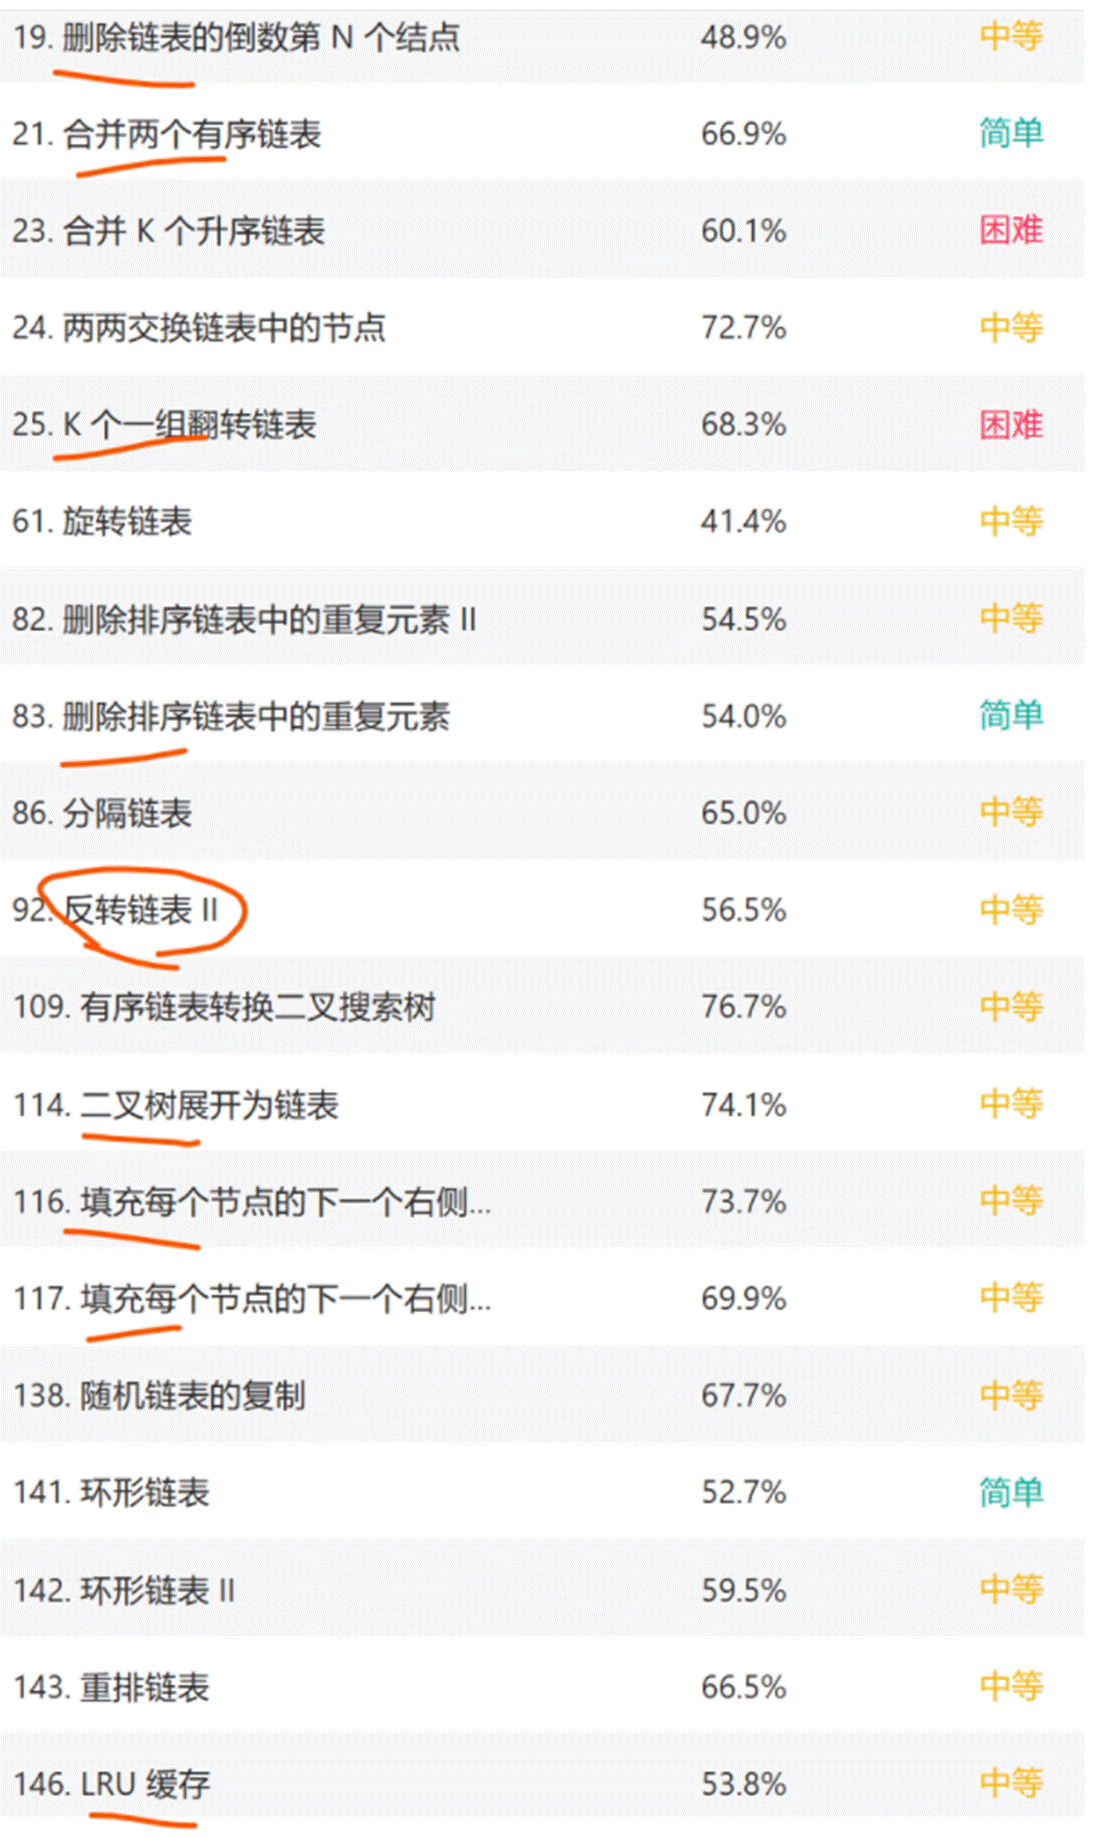 19. 删除链表的倒数第 N 个结点 48.9% 中等
21. 合并两个有序链表 66.9% 简单
23. 合并 K 个升序链表 60.1% 困难
24. 两两交换链表中的节点 72.7% 中等
25. K 个一组翻转链表 68.3% 困难
61. 旋转链表 41.4% 中等
82. 删除排序链表中的重复元素 II 54.5% 中等
83. 删除排序链表中的重复元素 54.0% 简单
86. 分隔链表 65.0% 中等
92. 反转链表 II 56.5% 中等
109. 有序链表转换二叉搜索树 76.7% 中等
114. 二叉树展开为链表 74.1% 中等
116. 填充每个节点的下一个右侧... 73.7% 中等
117. 填充每个节点的下一个右侧... 69.9% 中等
138. 随机链表的复制 67.7% 中等
141. 环形链表 52.7% 简单
142. 环形链表 II 59.5% 中等
143. 重排链表 66.5% 中等
146. LRU 缓存 53.8% 中等